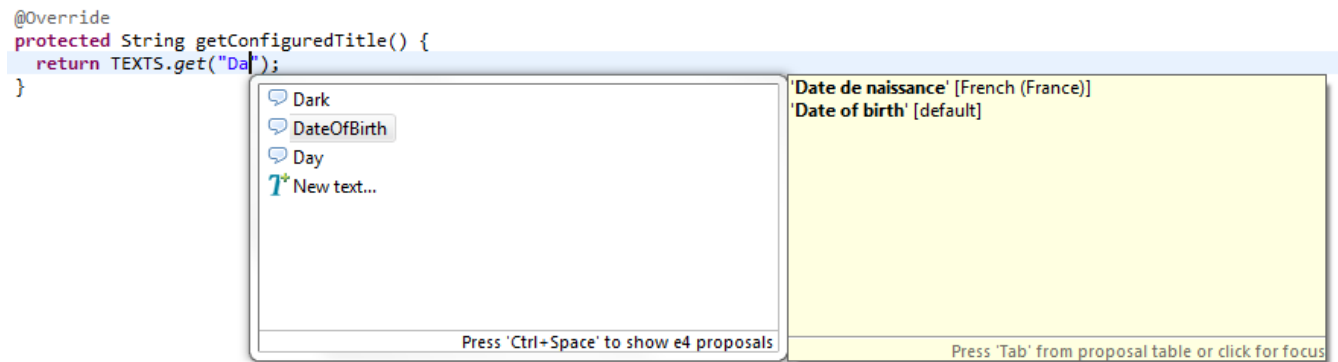 @Override
protected String getConfiguredTitle() {
return TEXTS.get("Da");
}
Dark
DateOfBirth
Day
New text...
Press 'Ctrl+Space' to show e4 proposals
'Date de naissance' [French (France)]
'Date of birth' [default]
Press 'Tab' from proposal table or click for focus